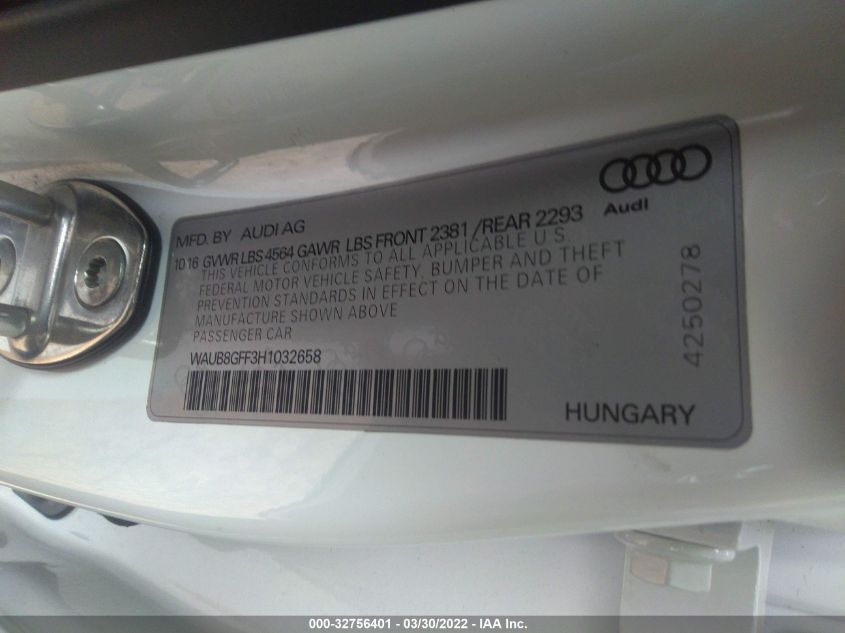 MFD. BY AUDI AG
10 16 GVWR LBS 4564 GAWR LBS FRONT 2381 /REAR 2293
THIS VEHICLE CONFORMS TO ALL APPLICABLE U S
FEDERAL MOTOR VEHICLE SAFETY, BUMPER AND THEFT
PREVENTION STANDARDS IN EFFECT ON THE DATE OF
MANUFACTURE SHOWN ABOVE
PASSENGER CAR
WAUB8GFF3H1032658
HUNGARY
Audi
4250278
000-32756401 - 03/30/2022 - IAA Inc.